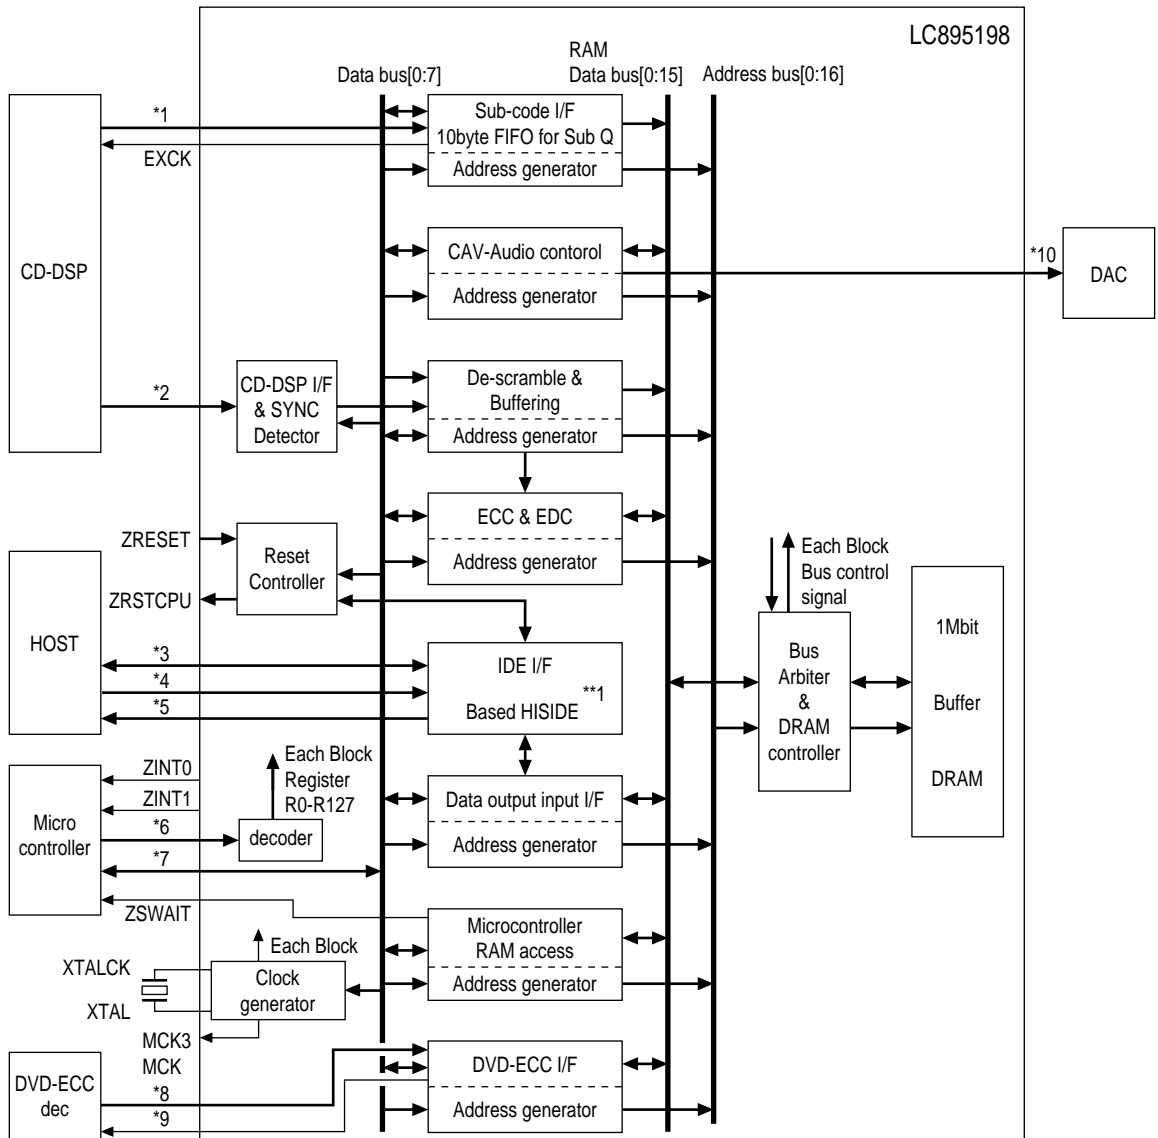 LC895198
RAM
Data bus[0:7]
Data bus[0:15]
Address bus[0:16]
*1
EXCK
Sub-code I/F
10byte FIFO for Sub Q
Address generator
CD-DSP
CAV-Audio contorol
Address generator
*10
DAC
*2
CD-DSP I/F
& SYNC
Detector
De-scramble &
Buffering
Address generator
ECC & EDC
Address generator
ZRESET
Reset
Controller
ZRSTCPU
HOST
*3
*4
*5
IDE I/F
**1
Based HISIDE
Each Block
Bus control
signal
Bus
Arbiter
&
DRAM
controller
1Mbit
Buffer
DRAM
ZINT0
ZINT1
Micro
controller
*6
*7
ZSWAIT
Each Block
Register
R0-R127
decoder
Data output input I/F
Address generator
Microcontroller
RAM access
Address generator
Each Block
XTALCK
XTAL
Clock
generator
MCK3
MCK
DVD-ECC
dec
*8
*9
DVD-ECC I/F
Address generator